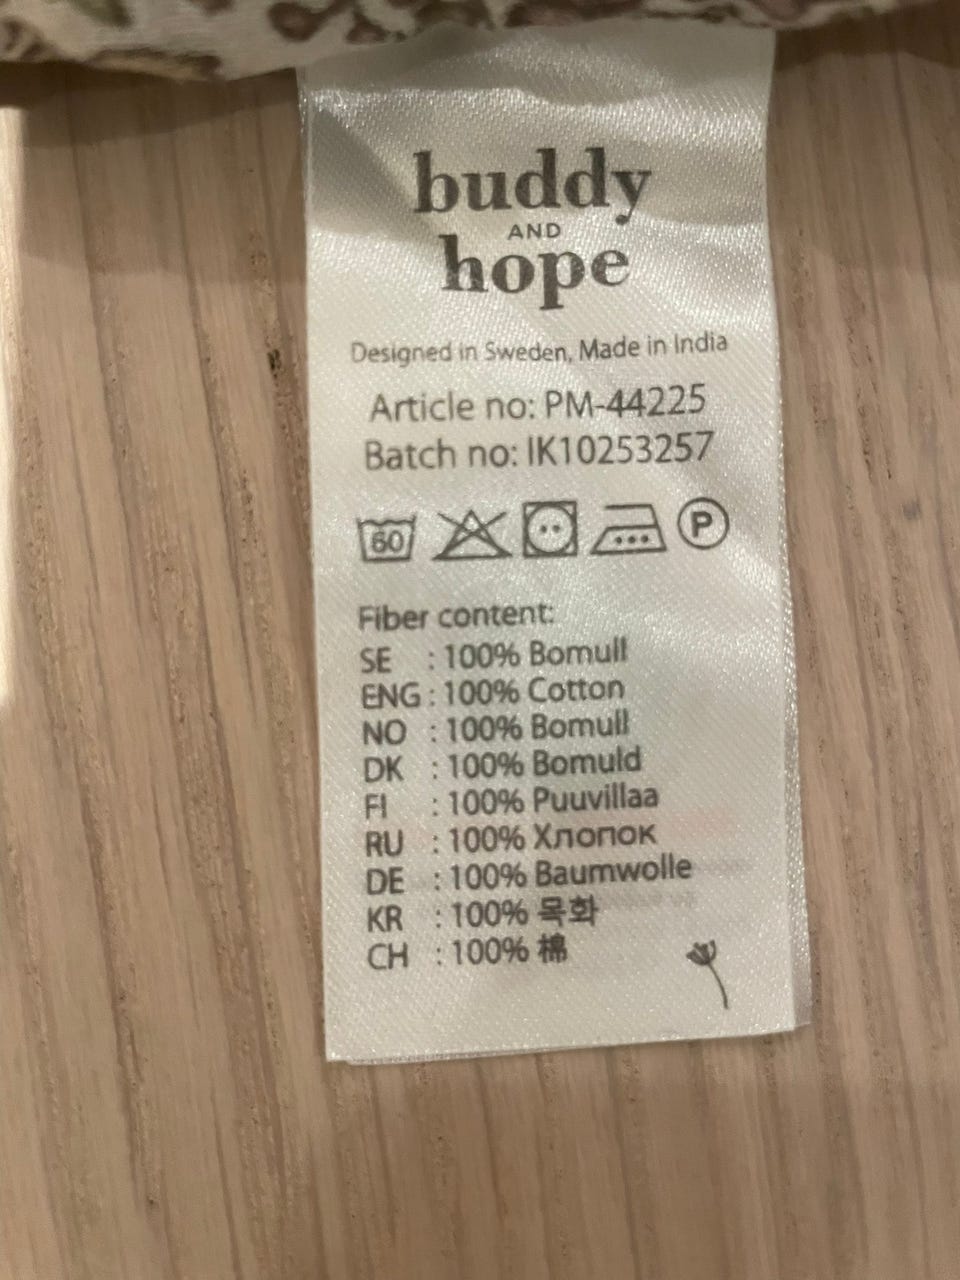 buddy
AND
hope
Designed in Sweden, Made in India
Article no: PM-44225
Batch no: IK10253257
60 P
Fiber content:
SE : 100% Bomull
ENG : 100% Cotton
NO : 100% Bomull
DK : 100% Bomuld
FI : 100% Puuvillaa
RU : 100% Хлопок
DE : 100% Baumwolle
KR : 100% 목화
CH : 100% 棉